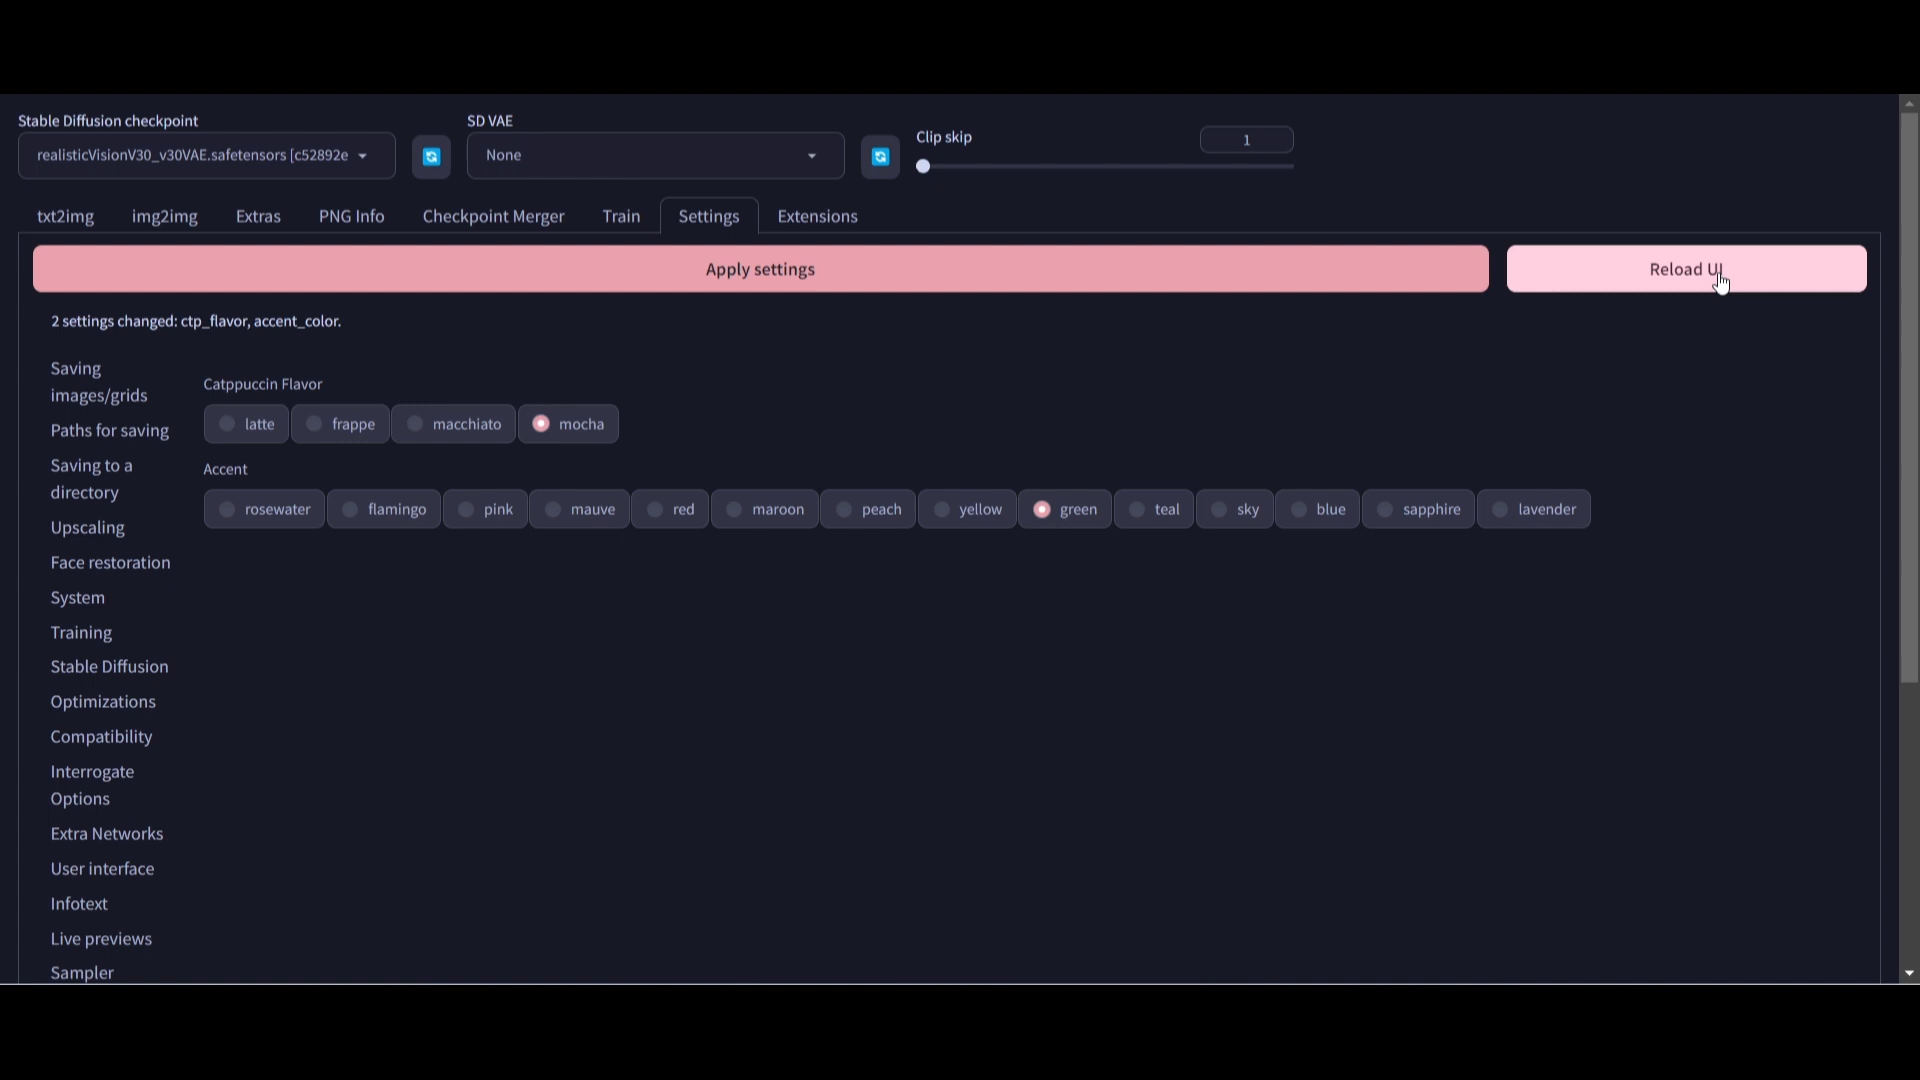 Stable Diffusion checkpoint
SD VAE
Clip skip
1
realisticVisionV30_v30VAE.safetensors [c52892e
None
txt2img
img2img
Extras
PNG Info
Checkpoint Merger
Train
Settings
Extensions
Apply settings
Reload UI
2 settings changed: ctp_flavor, accent_color.
Saving
images/grids
Paths for saving
Saving to a
directory
Upscaling
Face restoration
System
Training
Stable Diffusion
Optimizations
Compatibility
Interrogate
Options
Extra Networks
User interface
Infotext
Live previews
Sampler
Catppuccin Flavor
latte
frappe
macchiato
mocha
Accent
rosewater
flamingo
pink
mauve
red
maroon
peach
yellow
green
teal
sky
blue
sapphire
lavender